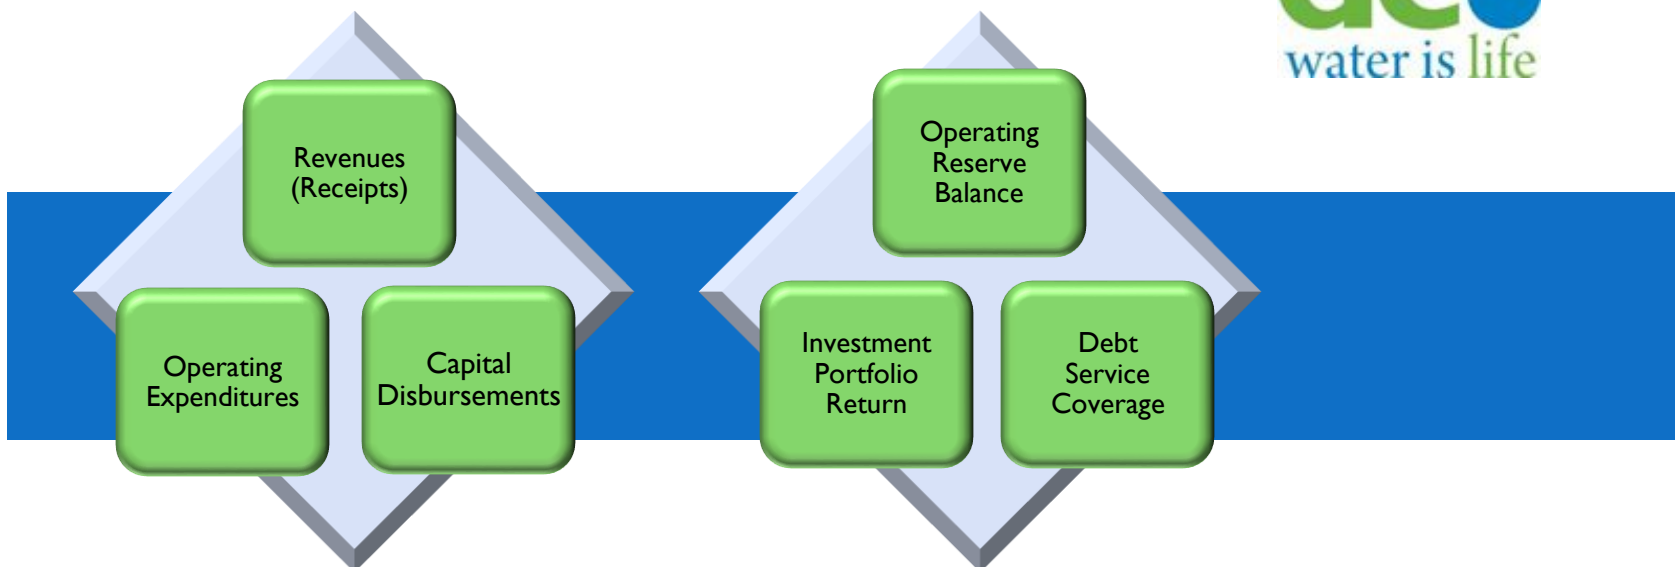 water is life
Revenues
(Receipts)
Operating
Expenditures
Capital
Disbursements
Operating
Reserve
Balance
Investment
Portfolio
Return
Debt
Service
Coverage